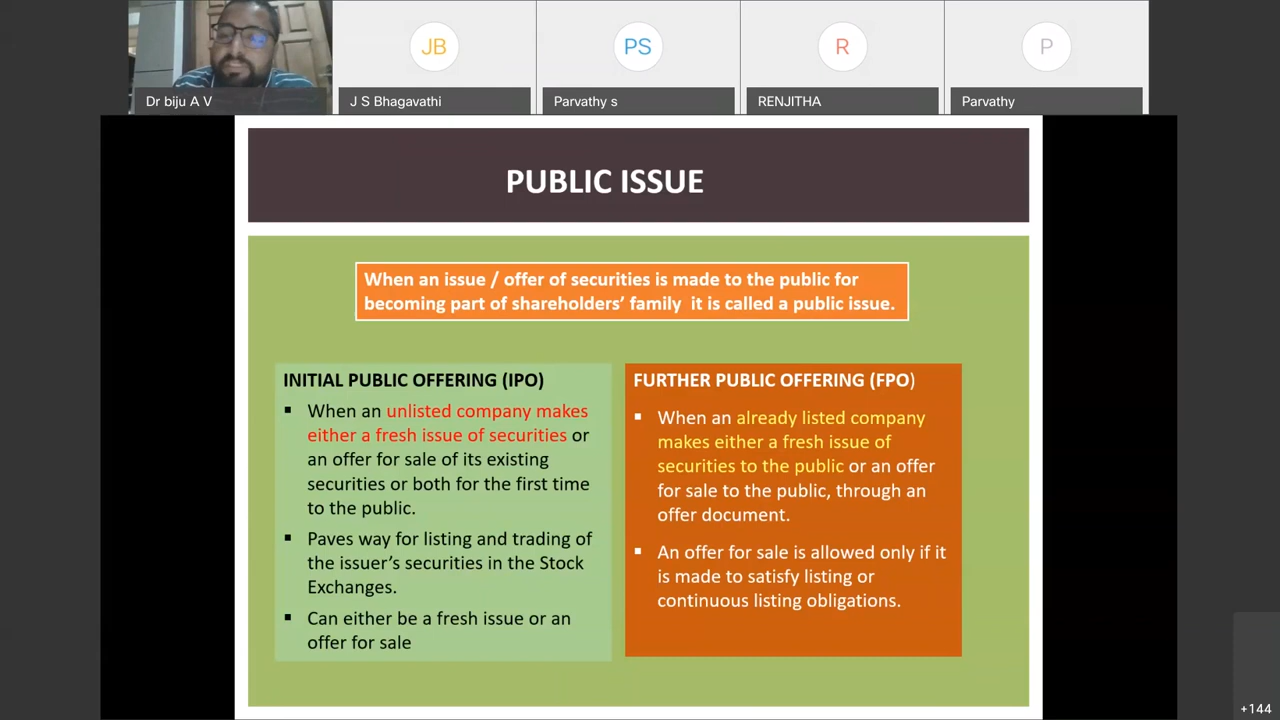 JB
PS
R
P
Dr biju A V
J S Bhagavathi
Parvathy s
RENJITHA
Parvathy
PUBLIC ISSUE
When an issue / offer of securities is made to the public for
becoming part of shareholders’ family it is called a public issue.
INITIAL PUBLIC OFFERING (IPO)
▪ When an unlisted company makes
either a fresh issue of securities or
an offer for sale of its existing
securities or both for the first time
to the public.
▪ Paves way for listing and trading of
the issuer’s securities in the Stock
Exchanges.
▪ Can either be a fresh issue or an
offer for sale
FURTHER PUBLIC OFFERING (FPO)
▪ When an already listed company
makes either a fresh issue of
securities to the public or an offer
for sale to the public, through an
offer document.
▪ An offer for sale is allowed only if it
is made to satisfy listing or
continuous listing obligations.
+144